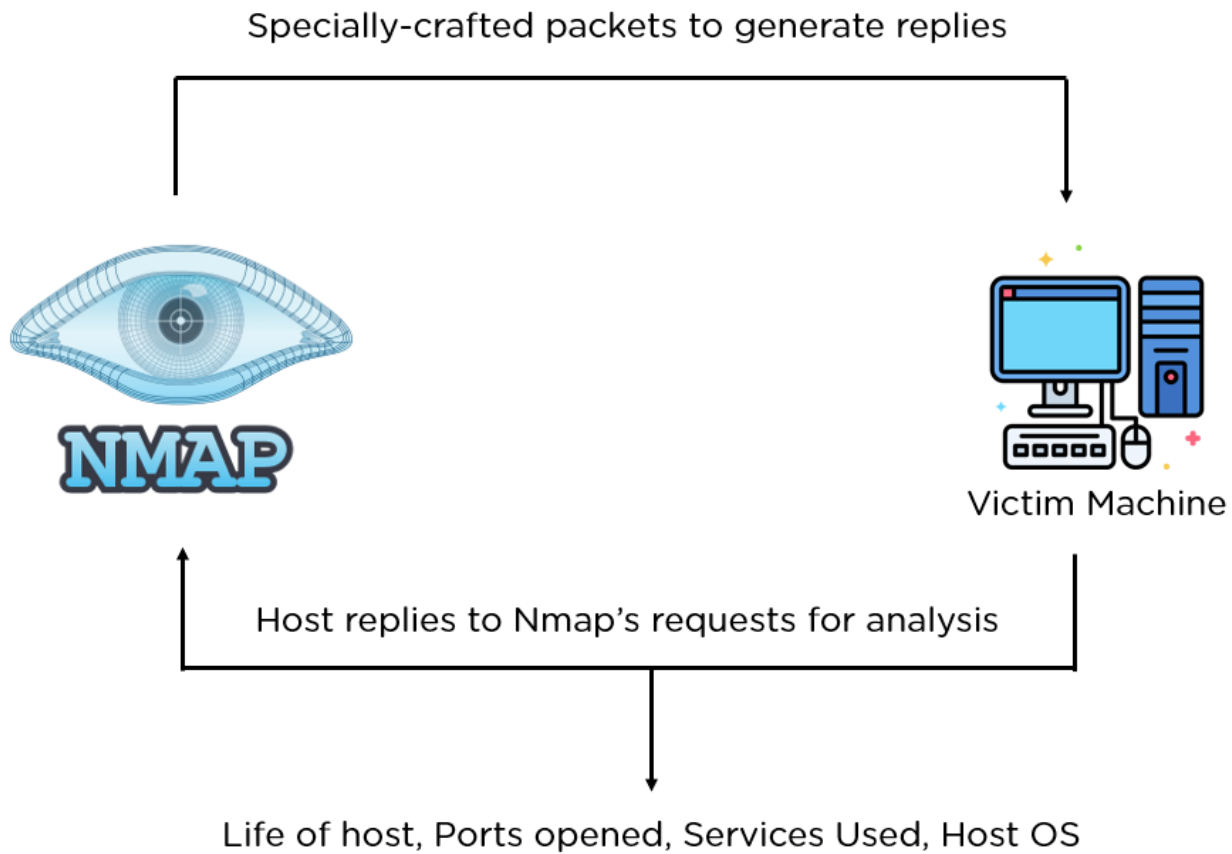 Specially-crafted packets to generate replies
NMAP
Victim Machine
Host replies to Nmap's requests for analysis
Life of host, Ports opened, Services Used, Host OS